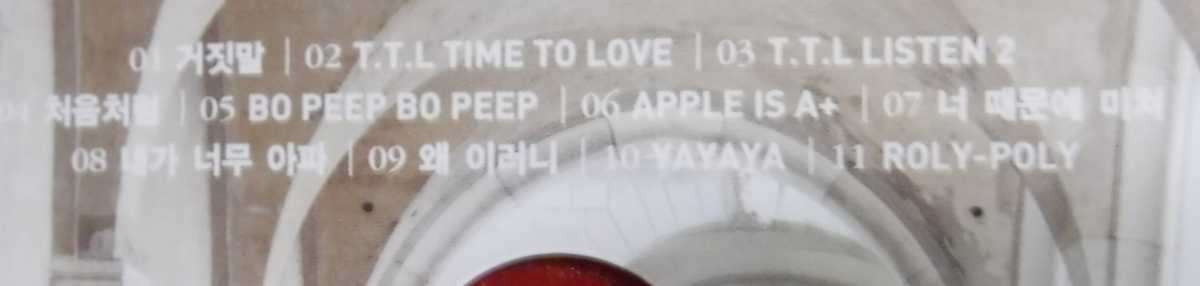 01 거짓말 | 02 T.T.L TIME TO LOVE | 03 T.T.L LISTEN 2
04 처음처럼 | 05 BO PEEP BO PEEP | 06 APPLE IS A+ | 07 너 때문에 미쳐
08 내가 너무 아파 | 09 왜 이러니 | 10 YAYAYA | 11 ROLY-POLY